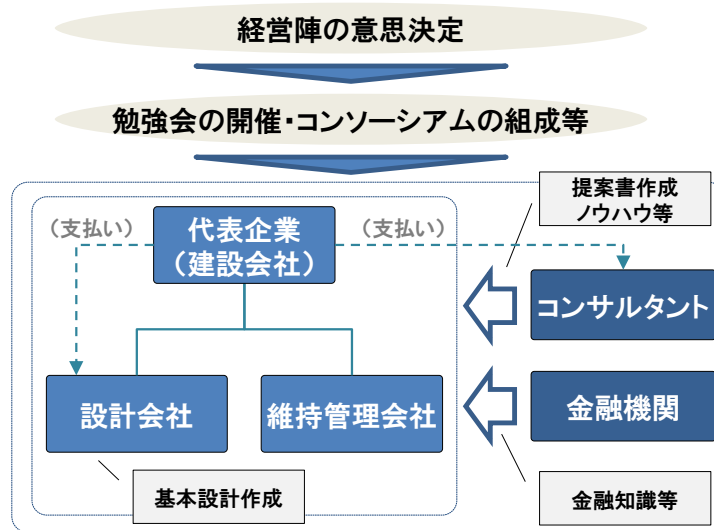 経営陣の意思決定
勉強会の開催・コンソーシアムの組成等
提案書作成
ノウハウ等
（支払い）
代表企業
（建設会社）
（支払い）
コンサルタント
設計会社
維持管理会社
金融機関
基本設計作成
金融知識等